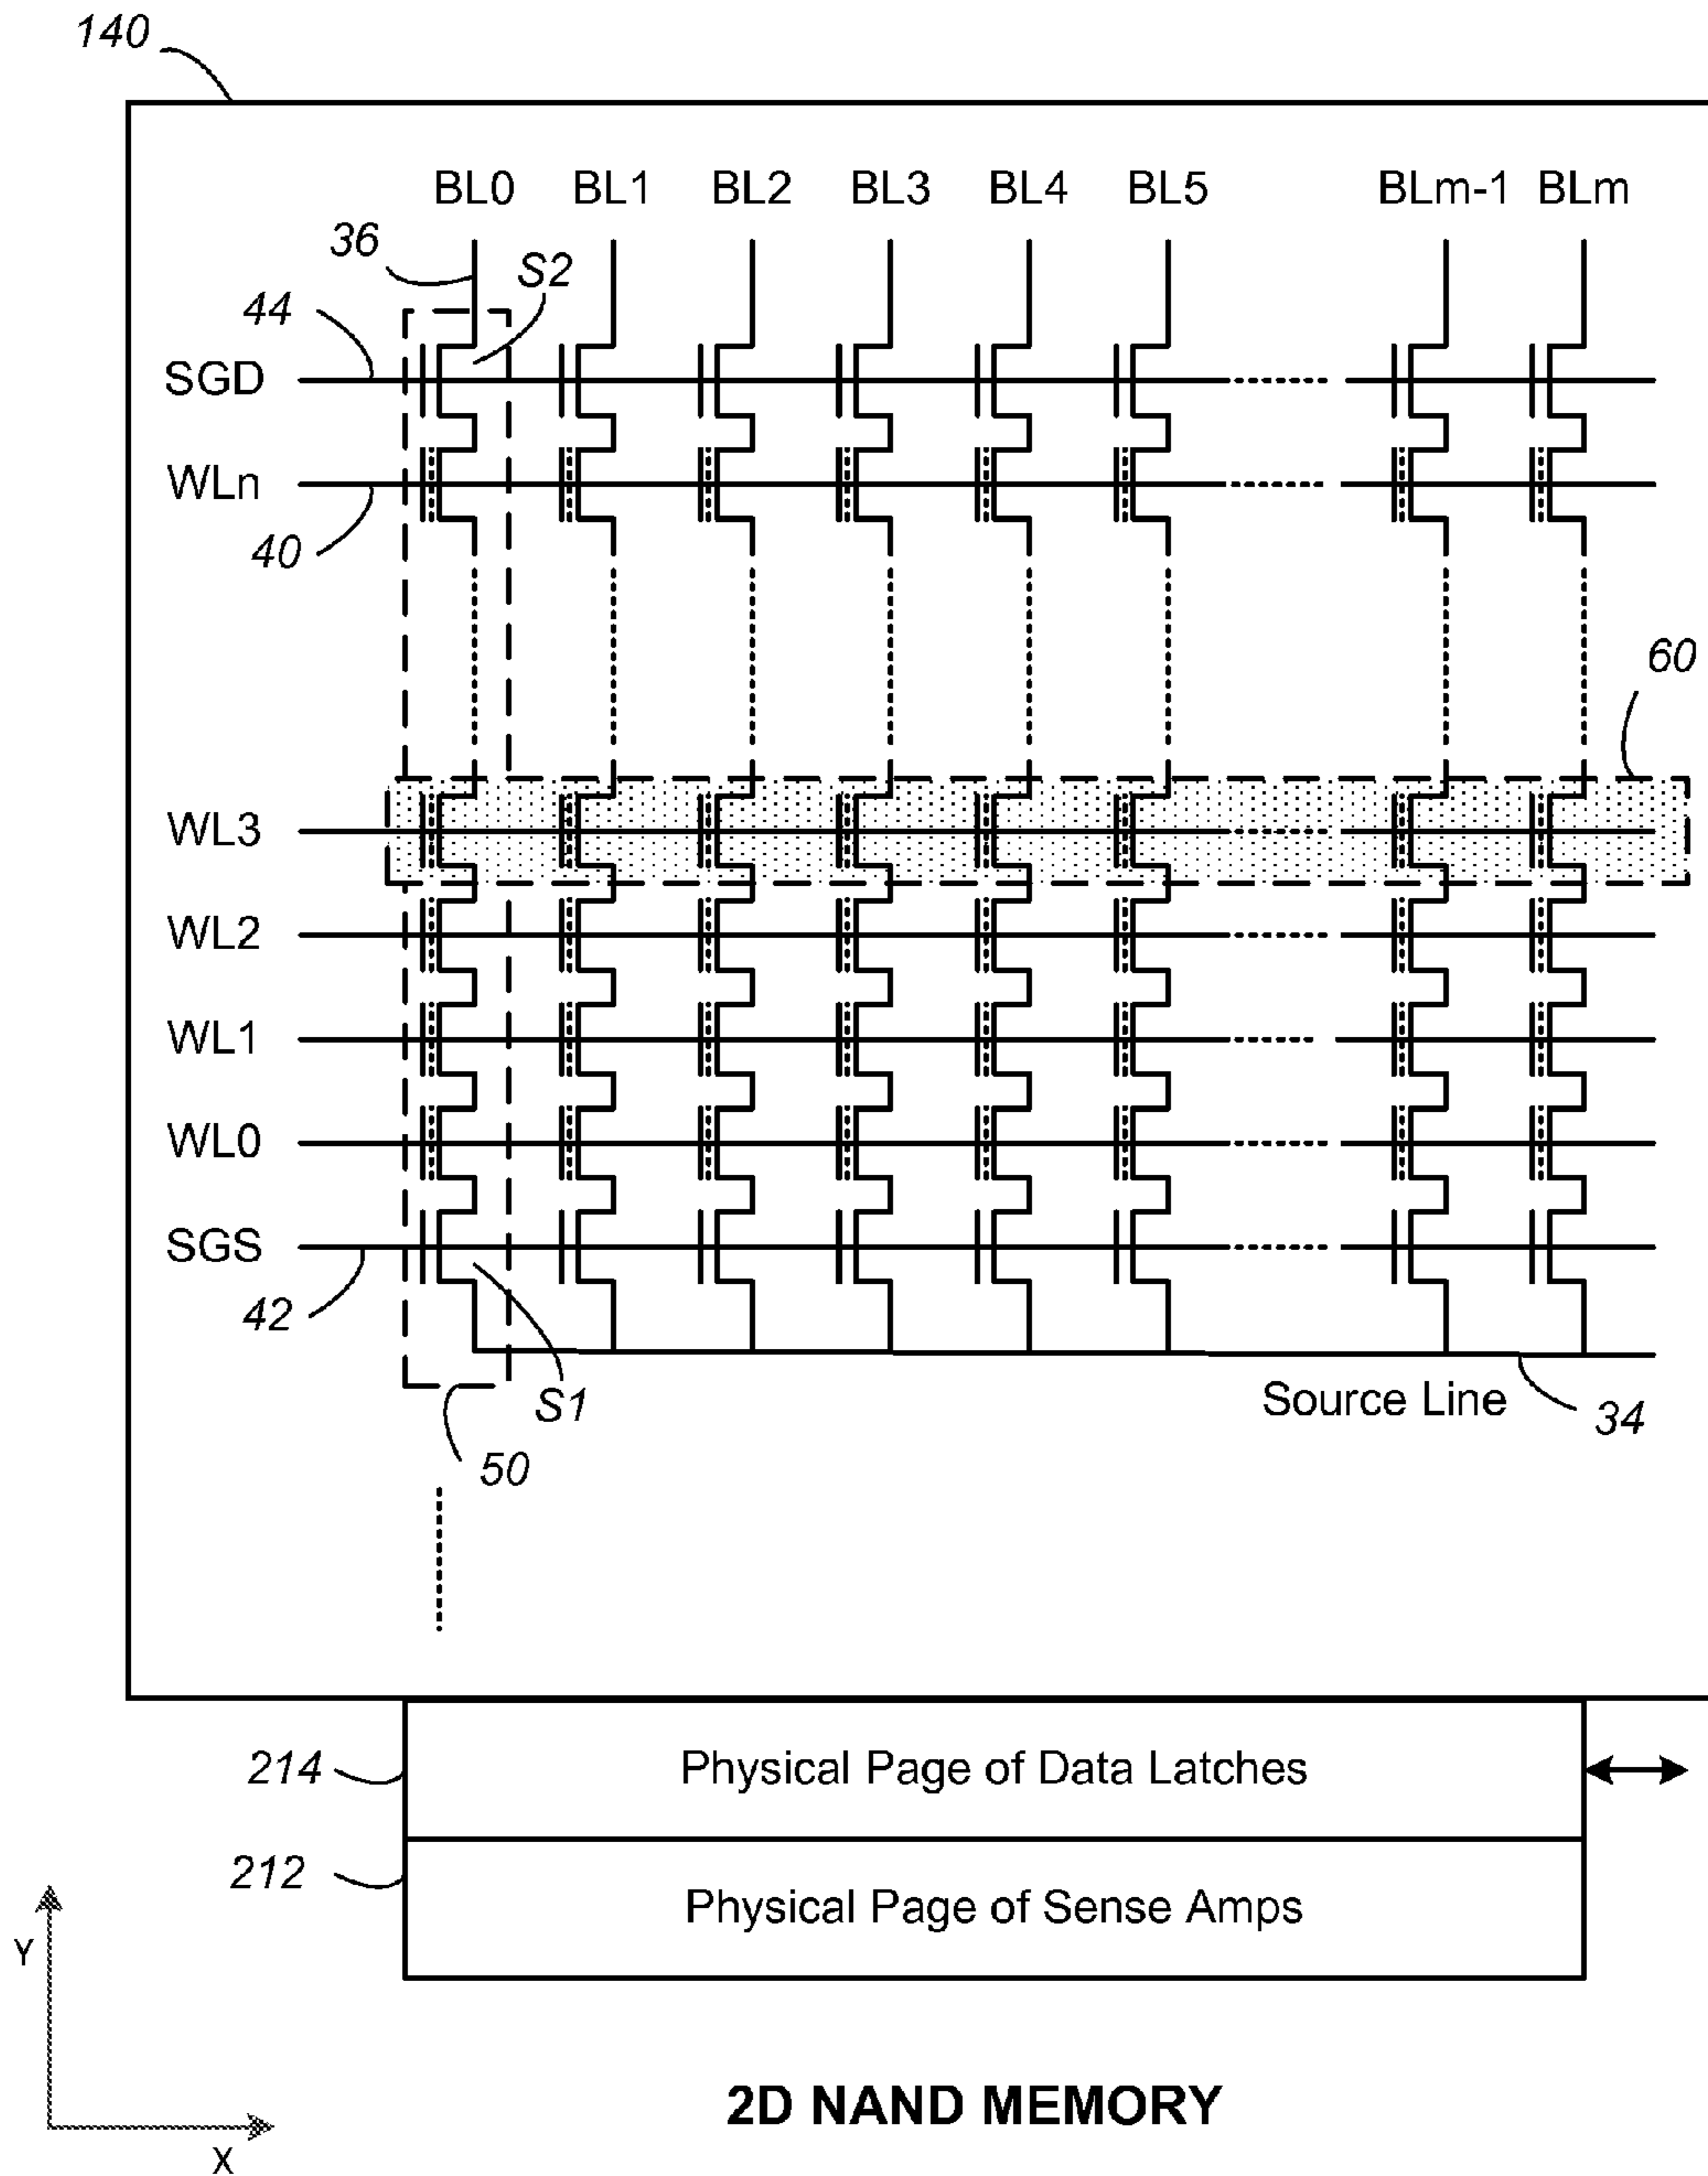 140
BL0 BL1 BL2 BL3 BL4 BL5 BLm-1 BLm
36
S2
44
SGD
WLn
40
60
WL3
WL2
WL1
WL0
SGS
42
S1
Source Line
34
50
214
Physical Page of Data Latches
212
Physical Page of Sense Amps
Y
X
2D NAND MEMORY